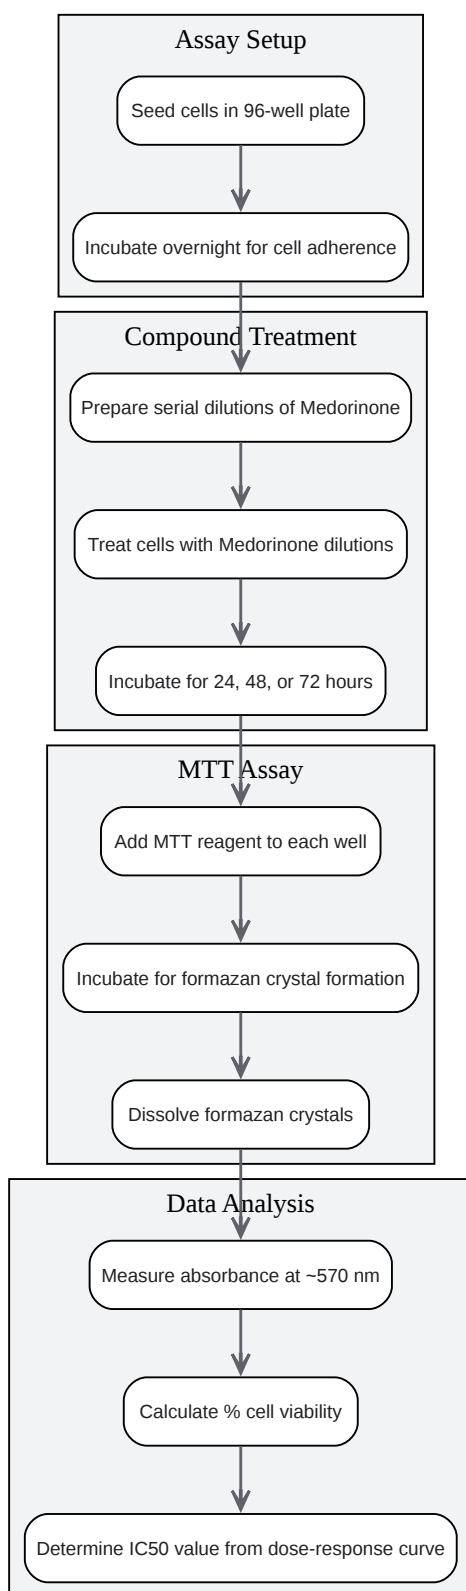 Assay Setup
Seed cells in 96-well plate
Incubate overnight for cell adherence
Compound Treatment
Prepare serial dilutions of Medorinone
Treat cells with Medorinone dilutions
Incubate for 24, 48, or 72 hours
MTT Assay
Add MTT reagent to each well
Incubate for formazan crystal formation
Dissolve formazan crystals
Data Analysis
Measure absorbance at ~570 nm
Calculate % cell viability
Determine IC50 value from dose-response curve